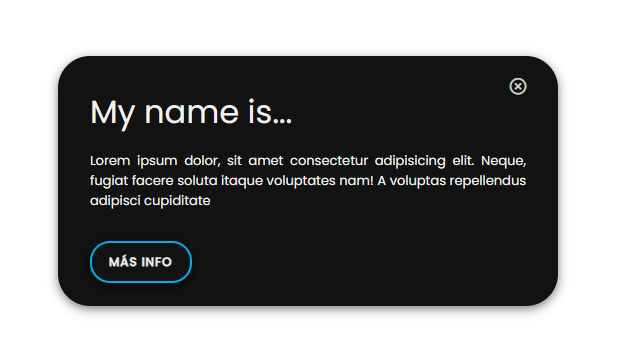 My name is...
Lorem ipsum dolor, sit amet consectetur adipisicing elit. Neque,
fugiat facere soluta itaque voluptates nam! A voluptas repellendus
adipisci cupiditate
MÁS INFO